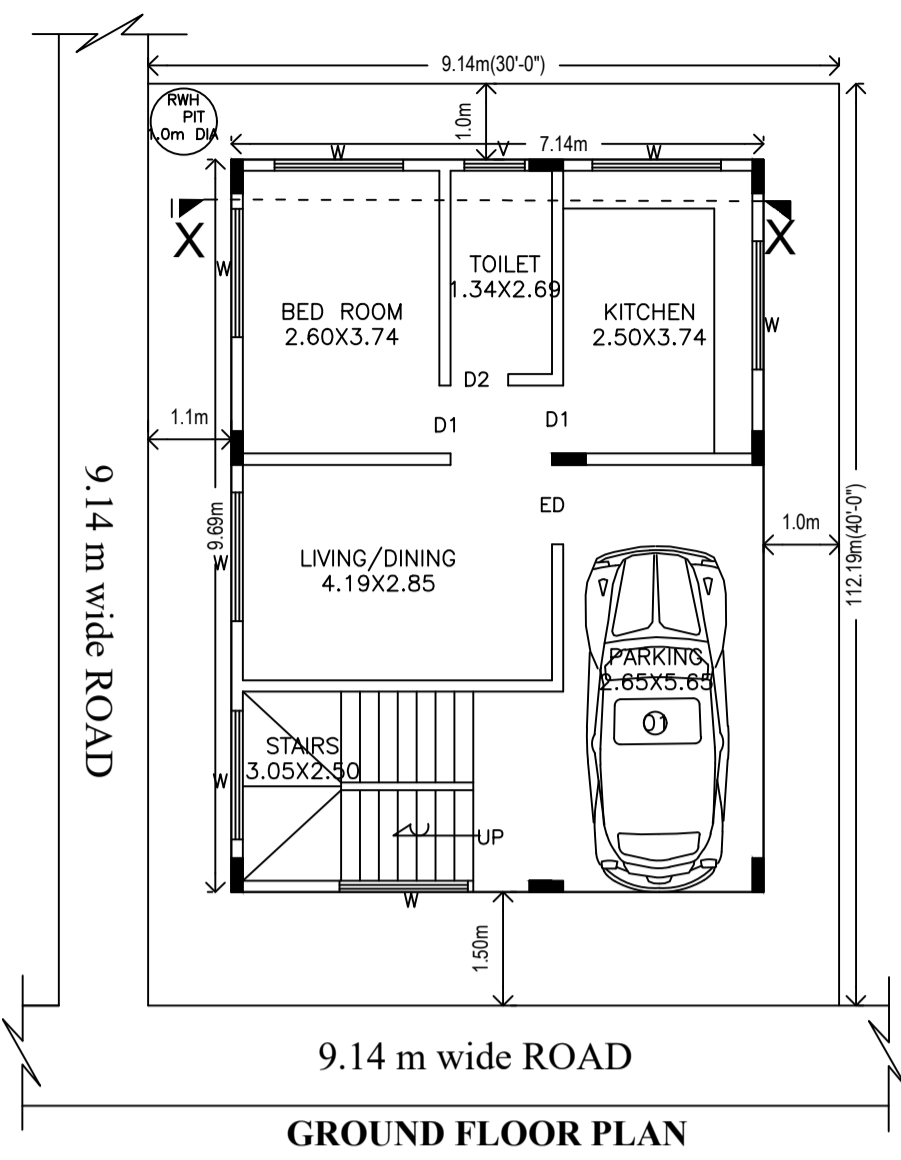 9.14m(30'-0")
RWH
PIT
1.0m DIA
1.0m
7.14m
W
V
W
X
X
W
W
TOILET
1.34X2.69
BED ROOM
2.60X3.74
KITCHEN
2.50X3.74
D2
D1
D1
1.1m
9.14 m wide ROAD
9.69m
ED
1.0m
112.19m(40'-0")
W
LIVING/DINING
4.19X2.85
PARKING
2.65X5.65
01
STAIRS
3.05X2.50
W
UP
W
1.50m
9.14 m wide ROAD
GROUND FLOOR PLAN